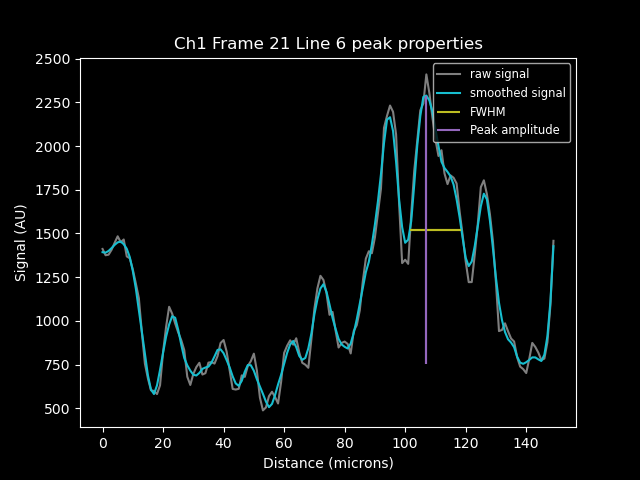 Ch1 Frame 21 Line 6 peak properties
raw signal
smoothed signal
FWHM
Peak amplitude
2500
2250
2000
1750
1500
1250
1000
750
500
Signal (AU)
0 20 40 60 80 100 120 140
Distance (microns)